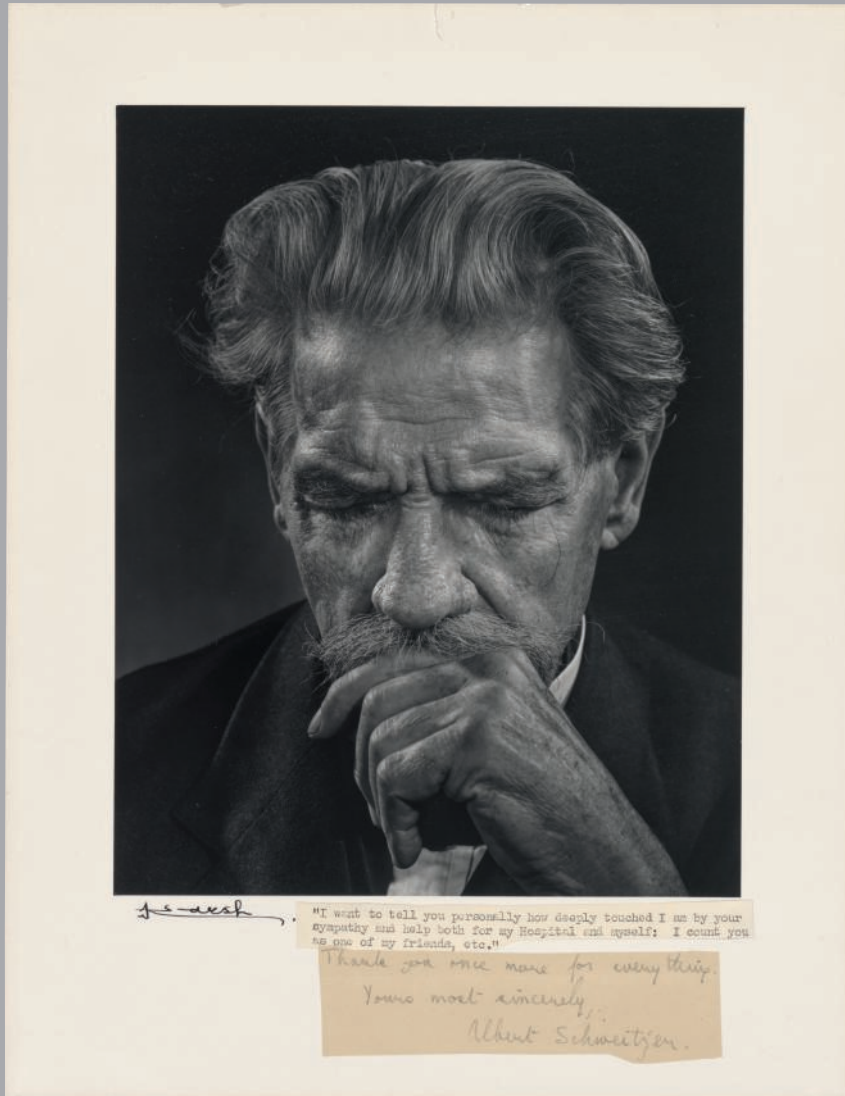 Karsh
"I want to tell you personally how deeply touched I am by your
sympathy and help both for my Hospital and myself: I count you
as one of my friends, etc."
Thank you once more for everything.
Yours most sincerely,
Albert Schweitzer.